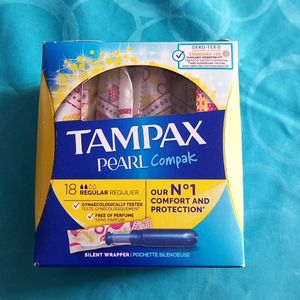 OEKO-TEX®
STANDARD 100
TAMPAX
PEARL Compak
18 REGULAR REGULIER
GYNAECOLOGICALLY TESTED
TESTÉ GYNÉCOLOGIQUEMENT
FREE OF PERFUME
SANS PARFUM
OUR Nº1
COMFORT AND
PROTECTION*
SILENT WRAPPER | POCHETTE SILENCIEUSE